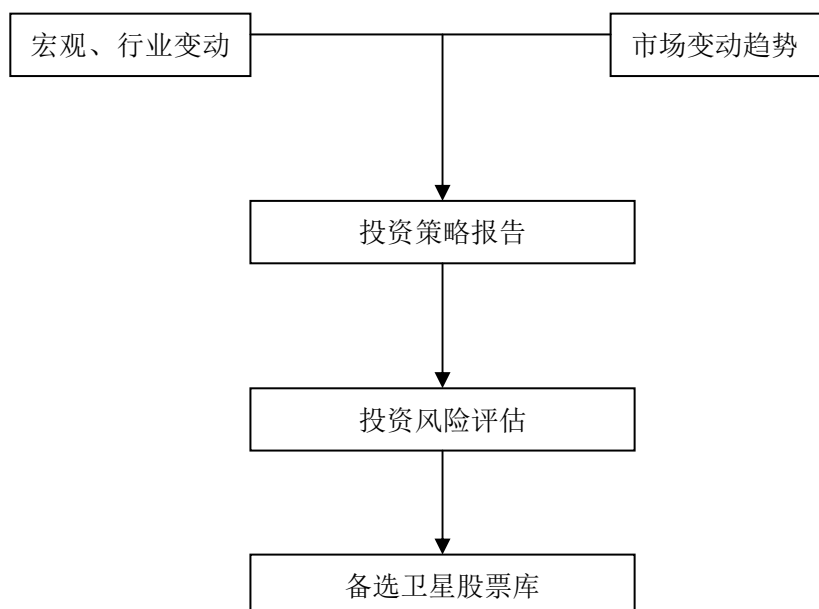 宏观、行业变动
市场变动趋势
投资策略报告
投资风险评估
备选卫星股票库